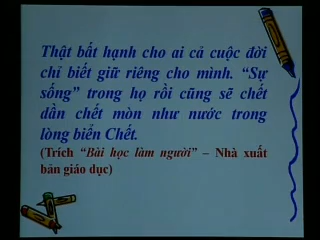 Thật bất hạnh cho ai cả cuộc đời
chỉ biết giữ riêng cho mình. “Sự
sống” trong họ rồi cũng sẽ chết
dần chết mòn như nước trong
lòng biển Chết.
(Trích “Bài học làm người” – Nhà xuất
bản giáo dục)